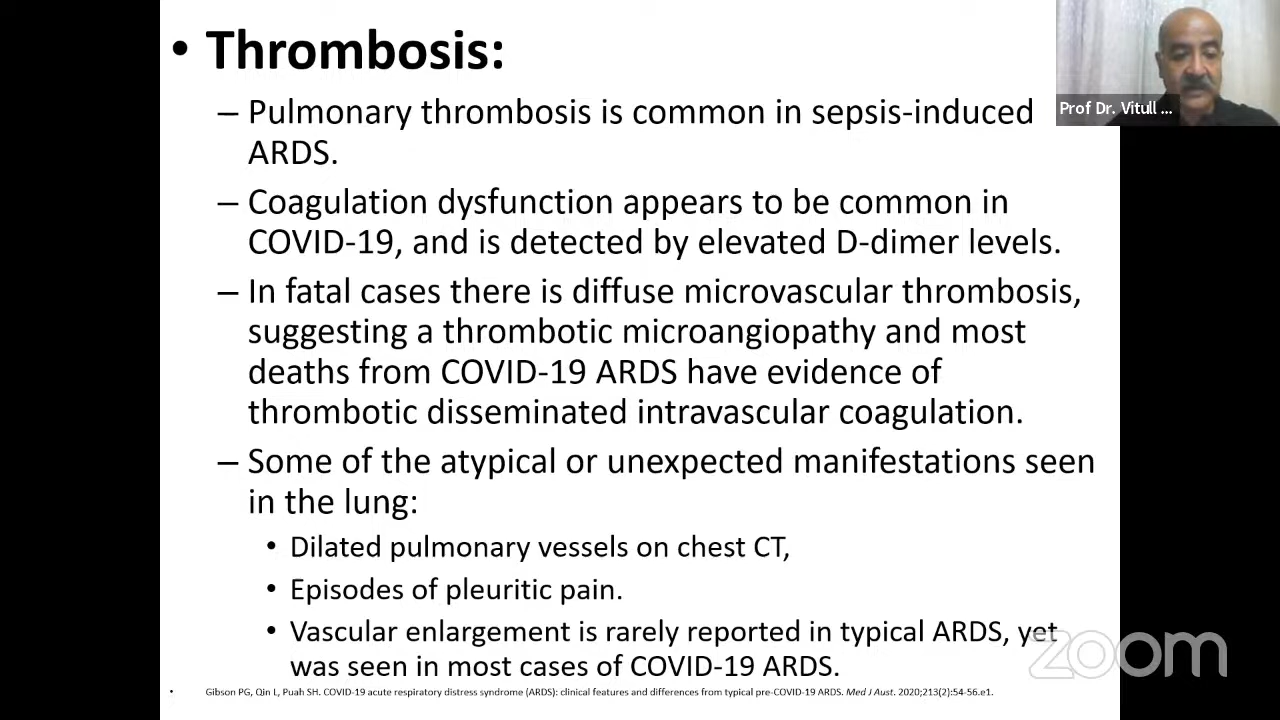 • Thrombosis:
– Pulmonary thrombosis is common in sepsis-induced
ARDS.
– Coagulation dysfunction appears to be common in
COVID-19, and is detected by elevated D-dimer levels.
– In fatal cases there is diffuse microvascular thrombosis,
suggesting a thrombotic microangiopathy and most
deaths from COVID-19 ARDS have evidence of
thrombotic disseminated intravascular coagulation.
– Some of the atypical or unexpected manifestations seen
in the lung:
• Dilated pulmonary vessels on chest CT,
• Episodes of pleuritic pain.
• Vascular enlargement is rarely reported in typical ARDS, yet
was seen in most cases of COVID-19 ARDS.
• Gibson PG, Qin L, Puah SH. COVID-19 acute respiratory distress syndrome (ARDS): clinical features and differences from typical pre-COVID-19 ARDS. Med J Aust. 2020;213(2):54-56.e1.
Prof Dr. Vitull ...
zoom